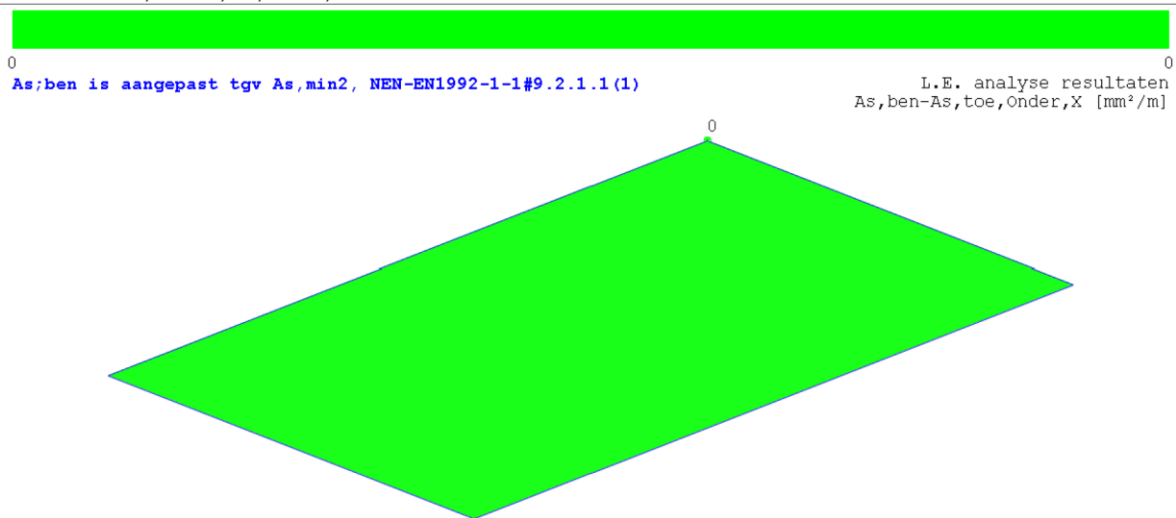 0
0
As;ben is aangepast tgv As,min2, NEN-EN1992-1-1#9.2.1.1(1)
L.E. analyse resultaten
As,ben-As,toe,Onder,X [mm²/m]
0